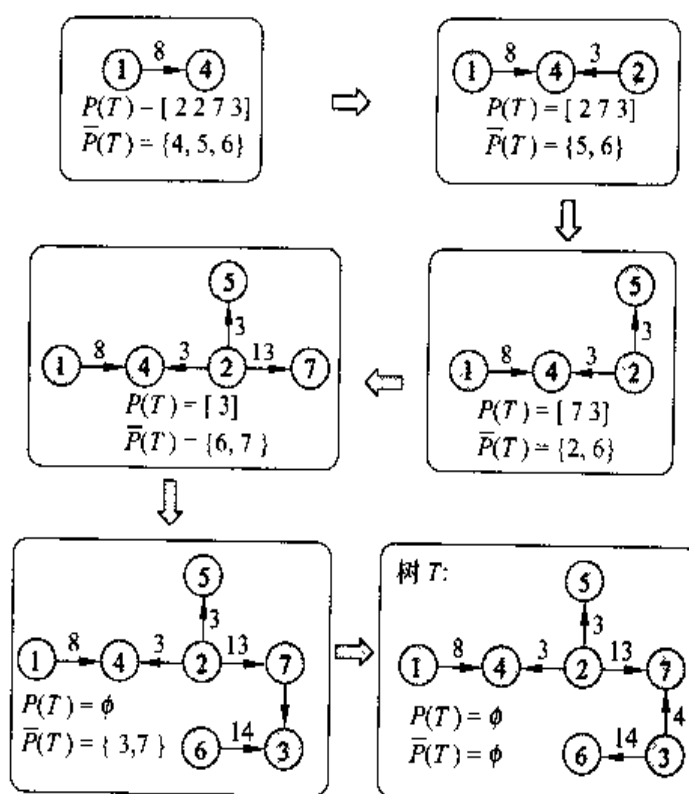 8
1 4
P(T) = [ 2 2 7 3]
P̅(T) = {4, 5, 6}
8 3
1 4 2
P(T) = [ 2 7 3]
P̅(T) = {5, 6}
5
3
8 3 13
1 4 2 7
P(T) = [ 3]
P̅(T) = {6, 7 }
5
3
8 3
1 4 2
P(T) = [ 7 3]
P̅(T) = {2, 6}
5
3
8 3 13
1 4 2 7
P(T) = ϕ
P̅(T) = { 3,7 }
14
6 3
树 T:
5
3
8 3 13
1 4 2 7
P(T) = ϕ
P̅(T) = ϕ
4
14
6 3